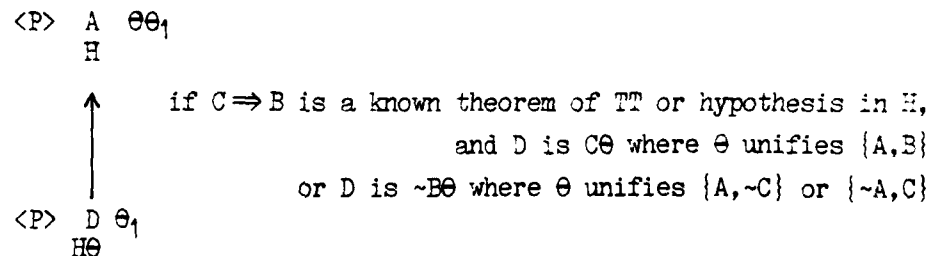 <P> A θθ₁
H
if C ⇒ B is a known theorem of TT or hypothesis in H,
and D is Cθ where θ unifies {A,B}
or D is ~Bθ where θ unifies {A,~C} or {~A,C}
<P> D θ₁
Hθ